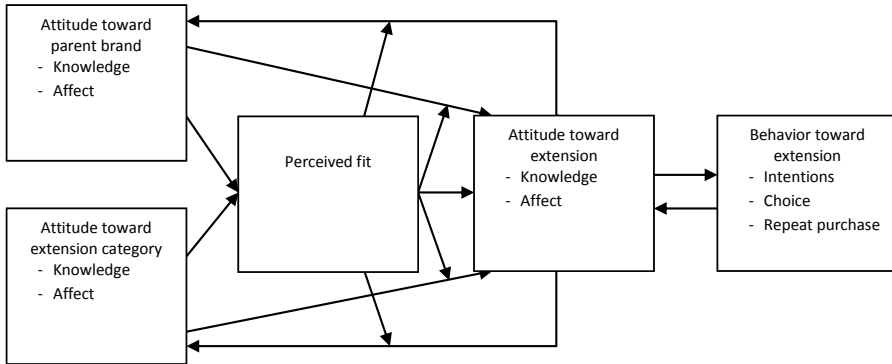 Attitude toward
parent brand
- Knowledge
- Affect
Attitude toward
extension category
- Knowledge
- Affect
Perceived fit
Attitude toward
extension
- Knowledge
- Affect
Behavior toward
extension
- Intentions
- Choice
- Repeat purchase